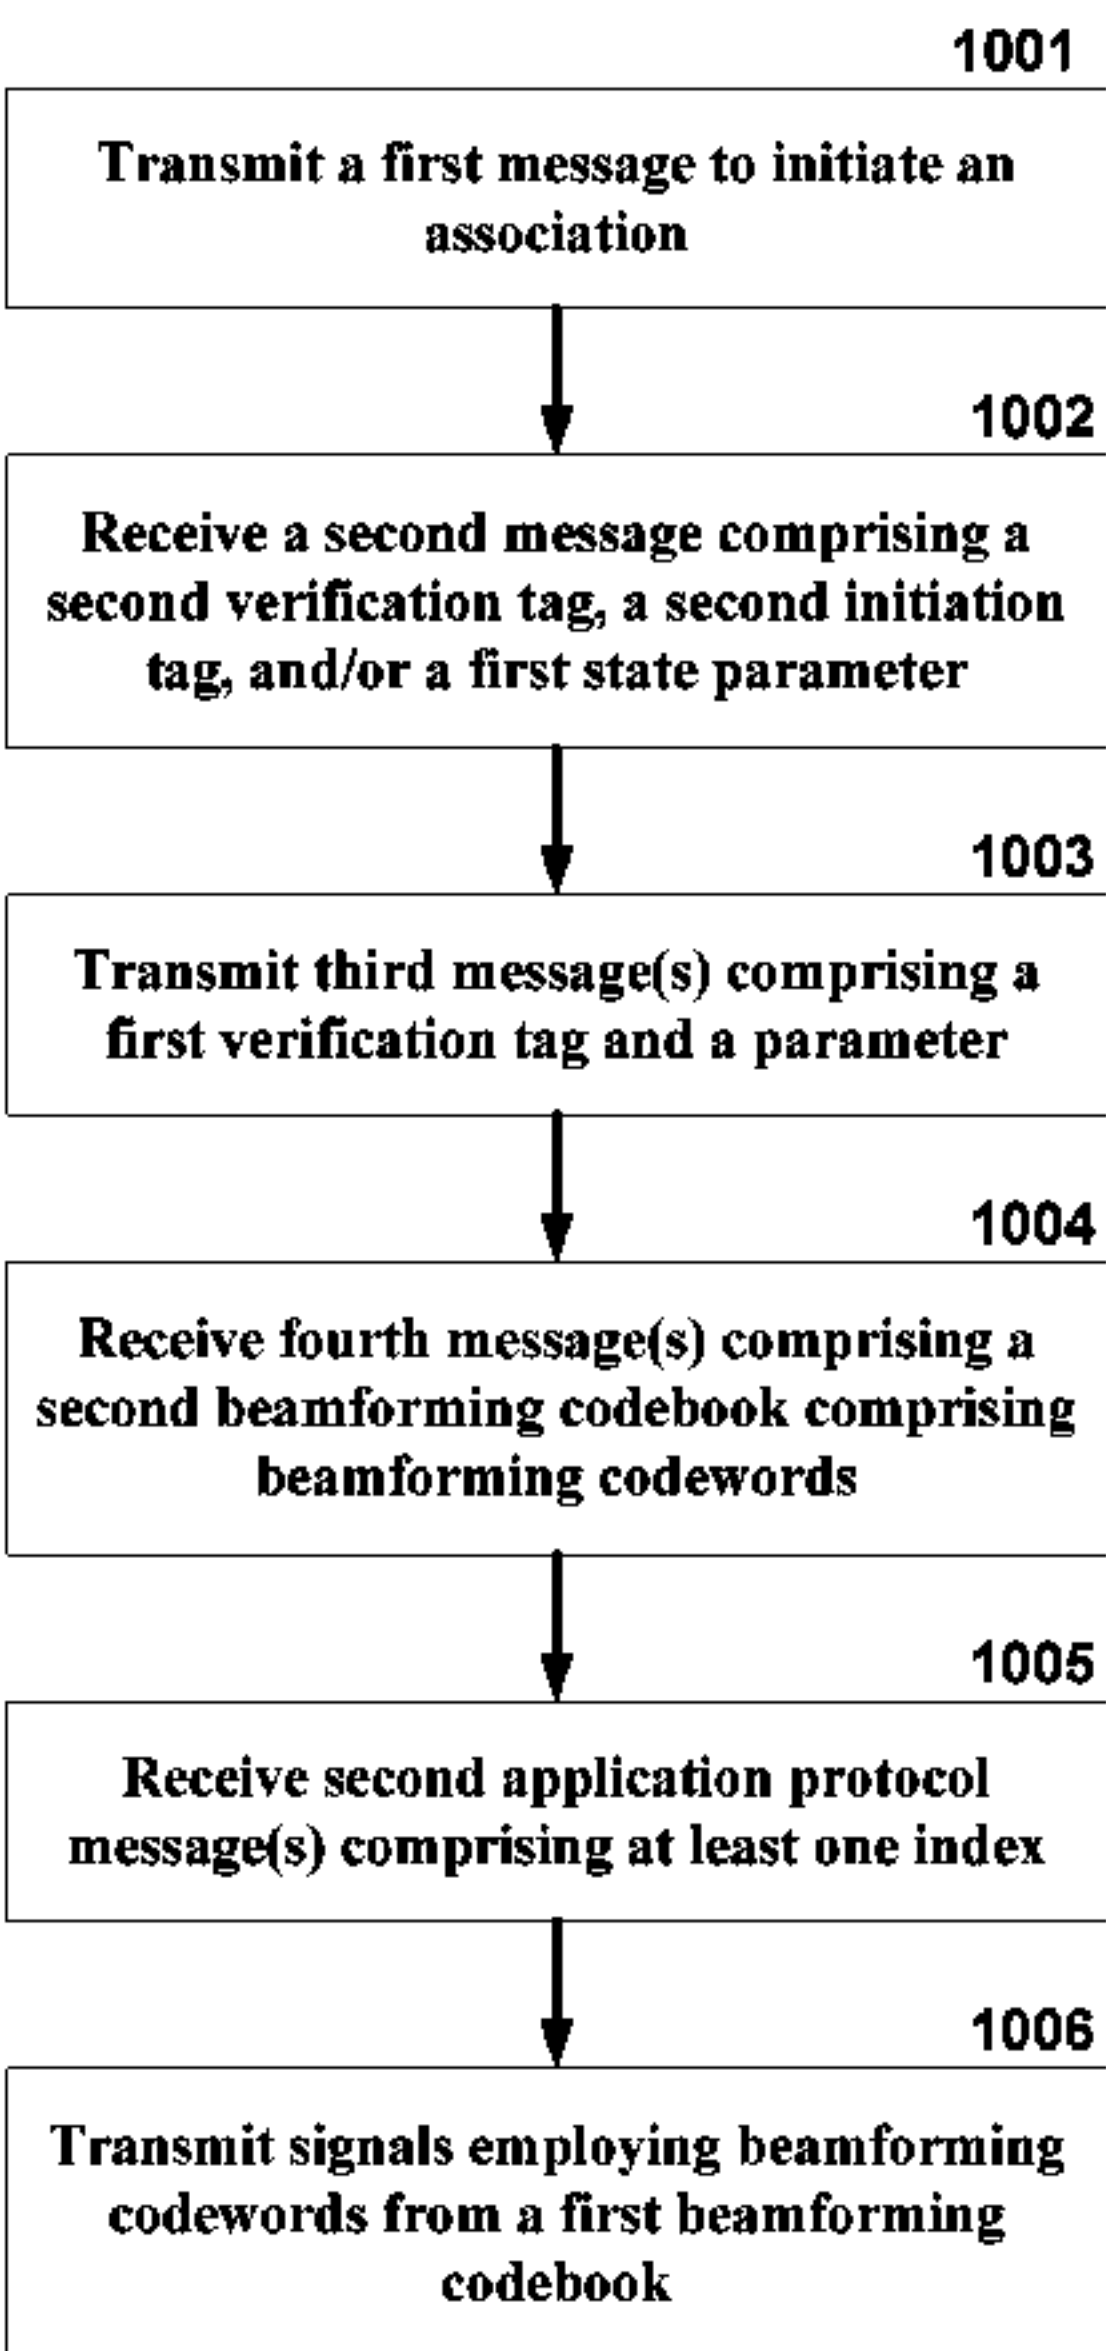 1001
Transmit a first message to initiate an
association
1002
Receive a second message comprising a
second verification tag, a second initiation
tag, and/or a first state parameter
1003
Transmit third message(s) comprising a
first verification tag and a parameter
1004
Receive fourth message(s) comprising a
second beamforming codebook comprising
beamforming codewords
1005
Receive second application protocol
message(s) comprising at least one index
1006
Transmit signals employing beamforming
codewords from a first beamforming
codebook